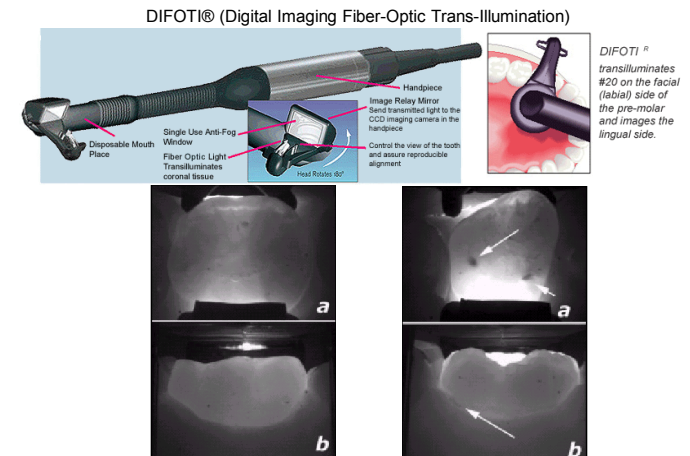 DIFOTI® (Digital Imaging Fiber-Optic Trans-Illumination)
Handpiece
Image Relay Mirror
Send transmitted light to the
CCD imaging camera in the
handpiece
Control the view of the tooth
and assure reproducible
alignment
Head Rotates 180°
Single Use Anti-Fog
Window
Fiber Optic Light
Transilluminates
coronal tissue
Disposable Mouth
Place
DIFOTI R
transilluminates
#20 on the facial
(labial) side of
the pre-molar
and images the
lingual side.
a
a
b
b